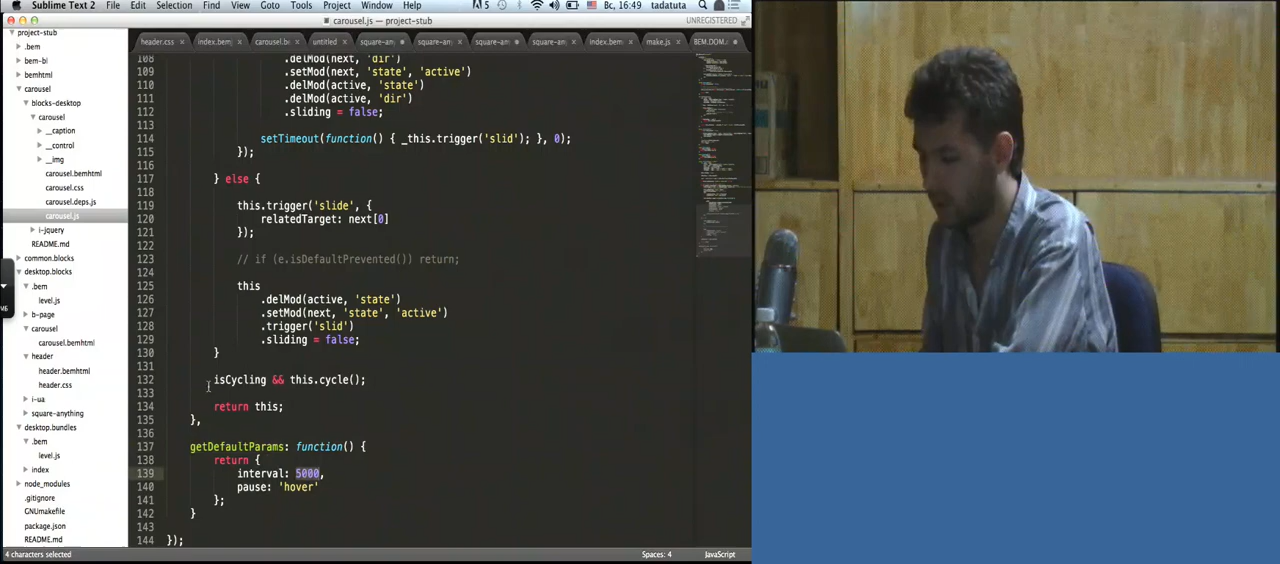 Sublime Text 2 File Edit Selection Find View Goto Tools Project Window Help 5 Вс, 16:49 tadatuta
carousel.js — project-stub UNREGISTERED
header.css index.bem carousel.b untitled square-an square-an square-an square-an index.bem make.js BEM.DOM.
project-stub
.bem
bem-bl
bemhtml
carousel
blocks-desktop
carousel
__caption
__control
__img
carousel.bemhtml
carousel.css
carousel.deps.js
carousel.js
i-jquery
README.md
common.blocks
desktop.blocks
.bem
level.js
b-page
carousel
carousel.bemhtml
header
header.bemhtml
header.css
i-ua
square-anything
desktop.bundles
.bem
level.js
index
node_modules
.gitignore
GNUmakefile
package.json
README.md
108 .delMod(next, 'dir')
109 .setMod(next, 'state', 'active')
110 .delMod(active, 'state')
111 .delMod(active, 'dir')
112 .sliding = false;
113
114 setTimeout(function() { _this.trigger('slid'); }, 0);
115 });
116
117 } else {
118
119 this.trigger('slide', {
120 relatedTarget: next[0]
121 });
122
123 // if (e.isDefaultPrevented()) return;
124
125 this
126 .delMod(active, 'state')
127 .setMod(next, 'state', 'active')
128 .trigger('slid')
129 .sliding = false;
130 }
131
132 isCycling && this.cycle();
133
134 return this;
135 },
136
137 getDefaultParams: function() {
138 return {
139 interval: 5000,
140 pause: 'hover'
141 };
142 }
143
144 });
4 characters selected Spaces: 4 JavaScript